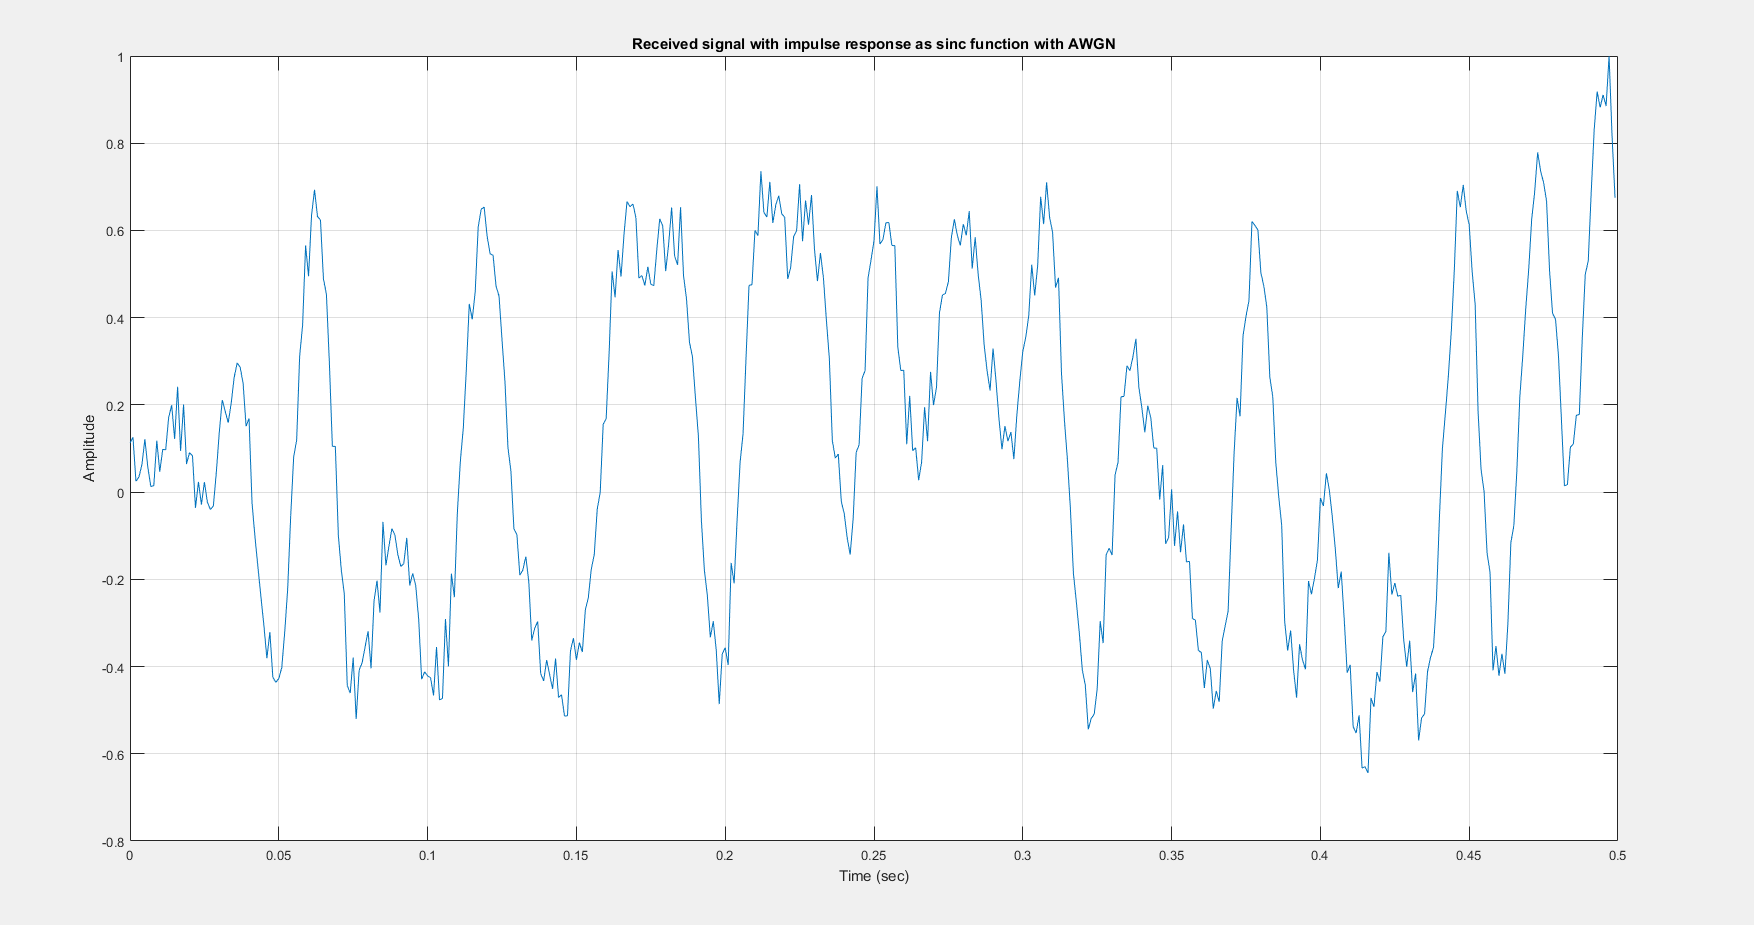 Received signal with impulse response as sinc function with AWGN
1
0.8
0.6
0.4
0.2
0
-0.2
-0.4
-0.6
-0.8
Amplitude
0 0.05 0.1 0.15 0.2 0.25 0.3 0.35 0.4 0.45 0.5
Time (sec)